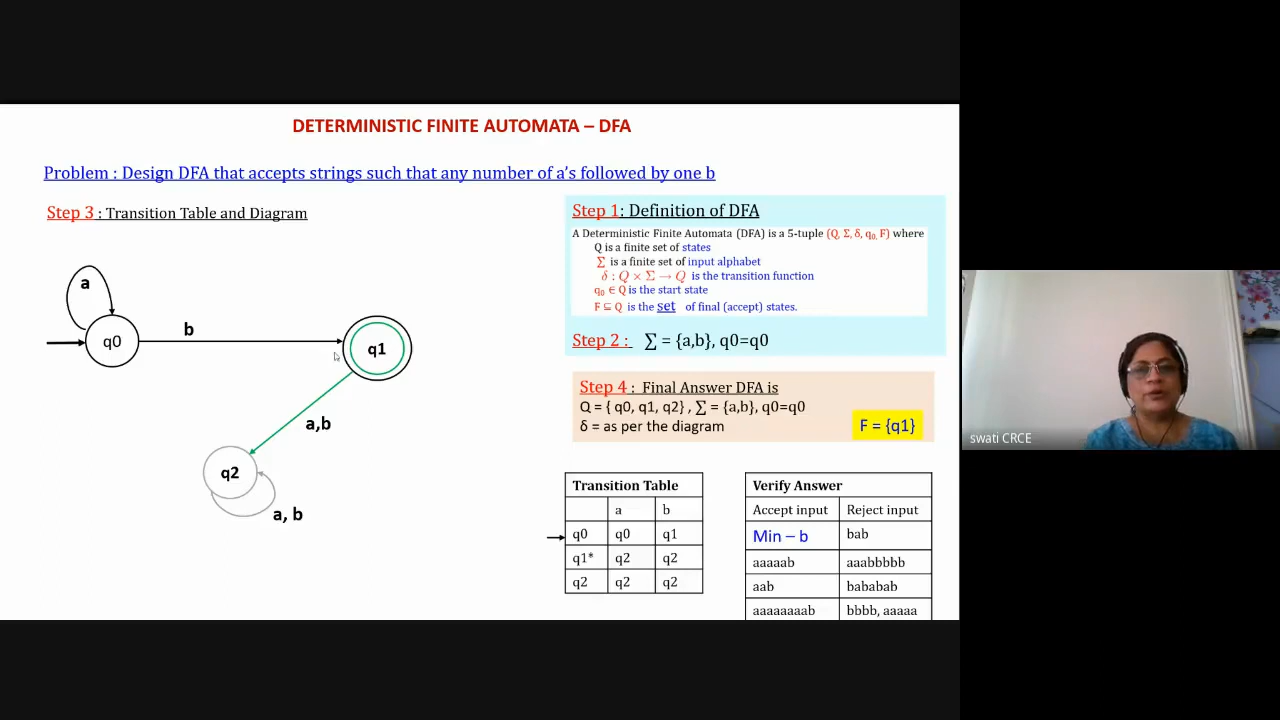 DETERMINISTIC FINITE AUTOMATA – DFA
Problem : Design DFA that accepts strings such that any number of a’s followed by one b
Step 3 : Transition Table and Diagram
a
q0
b
q1
a,b
q2
a, b
Step 1: Definition of DFA
A Deterministic Finite Automata (DFA) is a 5-tuple (Q, Σ, δ, q₀, F) where
Q is a finite set of states
Σ is a finite set of input alphabet
δ : Q × Σ → Q is the transition function
q₀ ∈ Q is the start state
F ⊆ Q is the set of final (accept) states.
Step 2 : ∑ = {a,b}, q0=q0
Step 4 : Final Answer DFA is
Q = { q0, q1, q2} , ∑ = {a,b}, q0=q0
δ = as per the diagram
F = {q1}
Transition Table
a b
q0 q0 q1
q1* q2 q2
q2 q2 q2
Verify Answer
Accept input Reject input
Min – b bab
aaaaab aaabbbbb
aab bababab
aaaaaaaab bbbb, aaaaa
swati CRCE